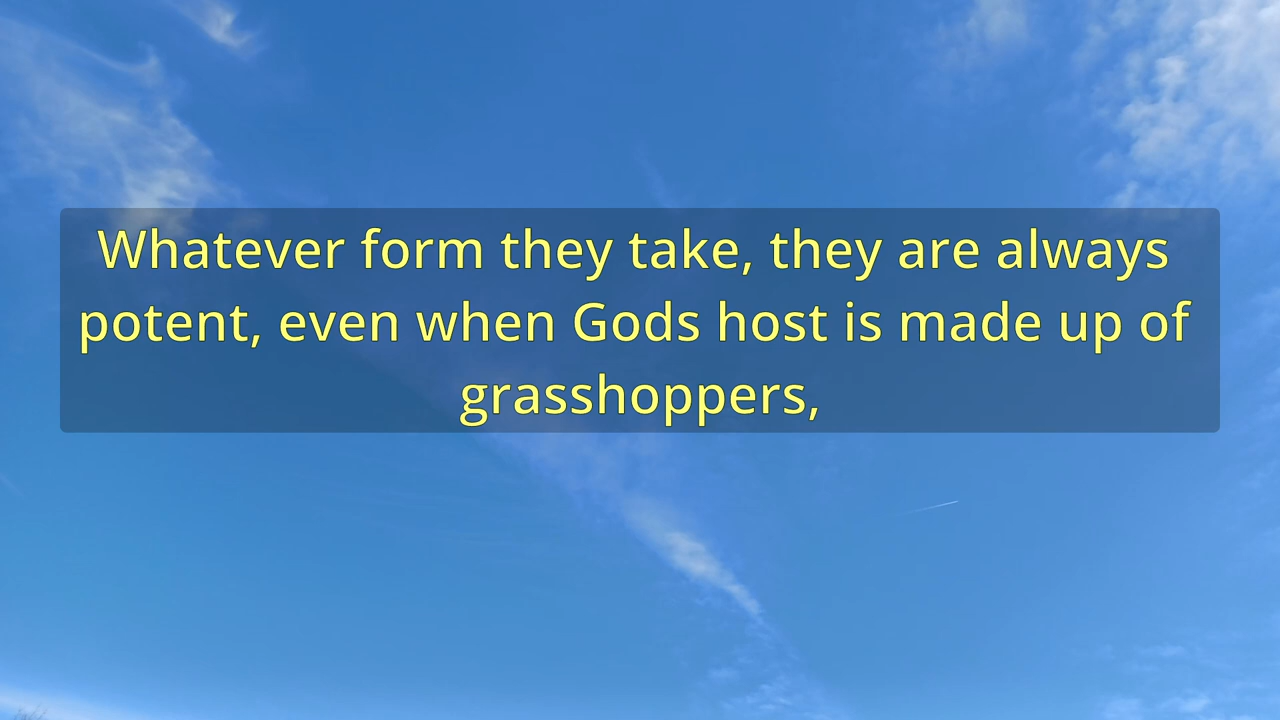 Whatever form they take, they are always
potent, even when Gods host is made up of
grasshoppers,